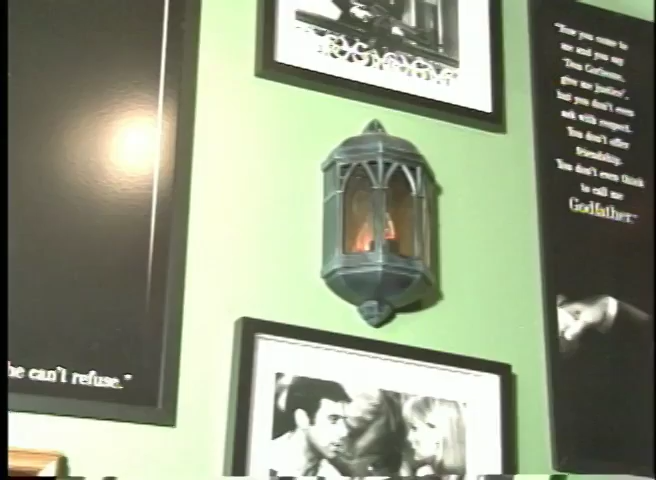 he can't refuse."
"Now you come to
me and you say
"Don Corleone,
give me justice",
but you don't even
ask with respect.
You don't offer
friendship.
You don't even think
to call me
Godfather."